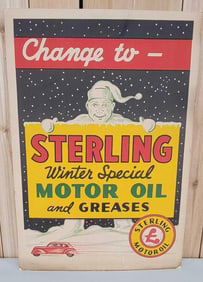 Change to —
STERLING
Winter Special
MOTOR OIL
and GREASES
STERLING
MOTOR OIL